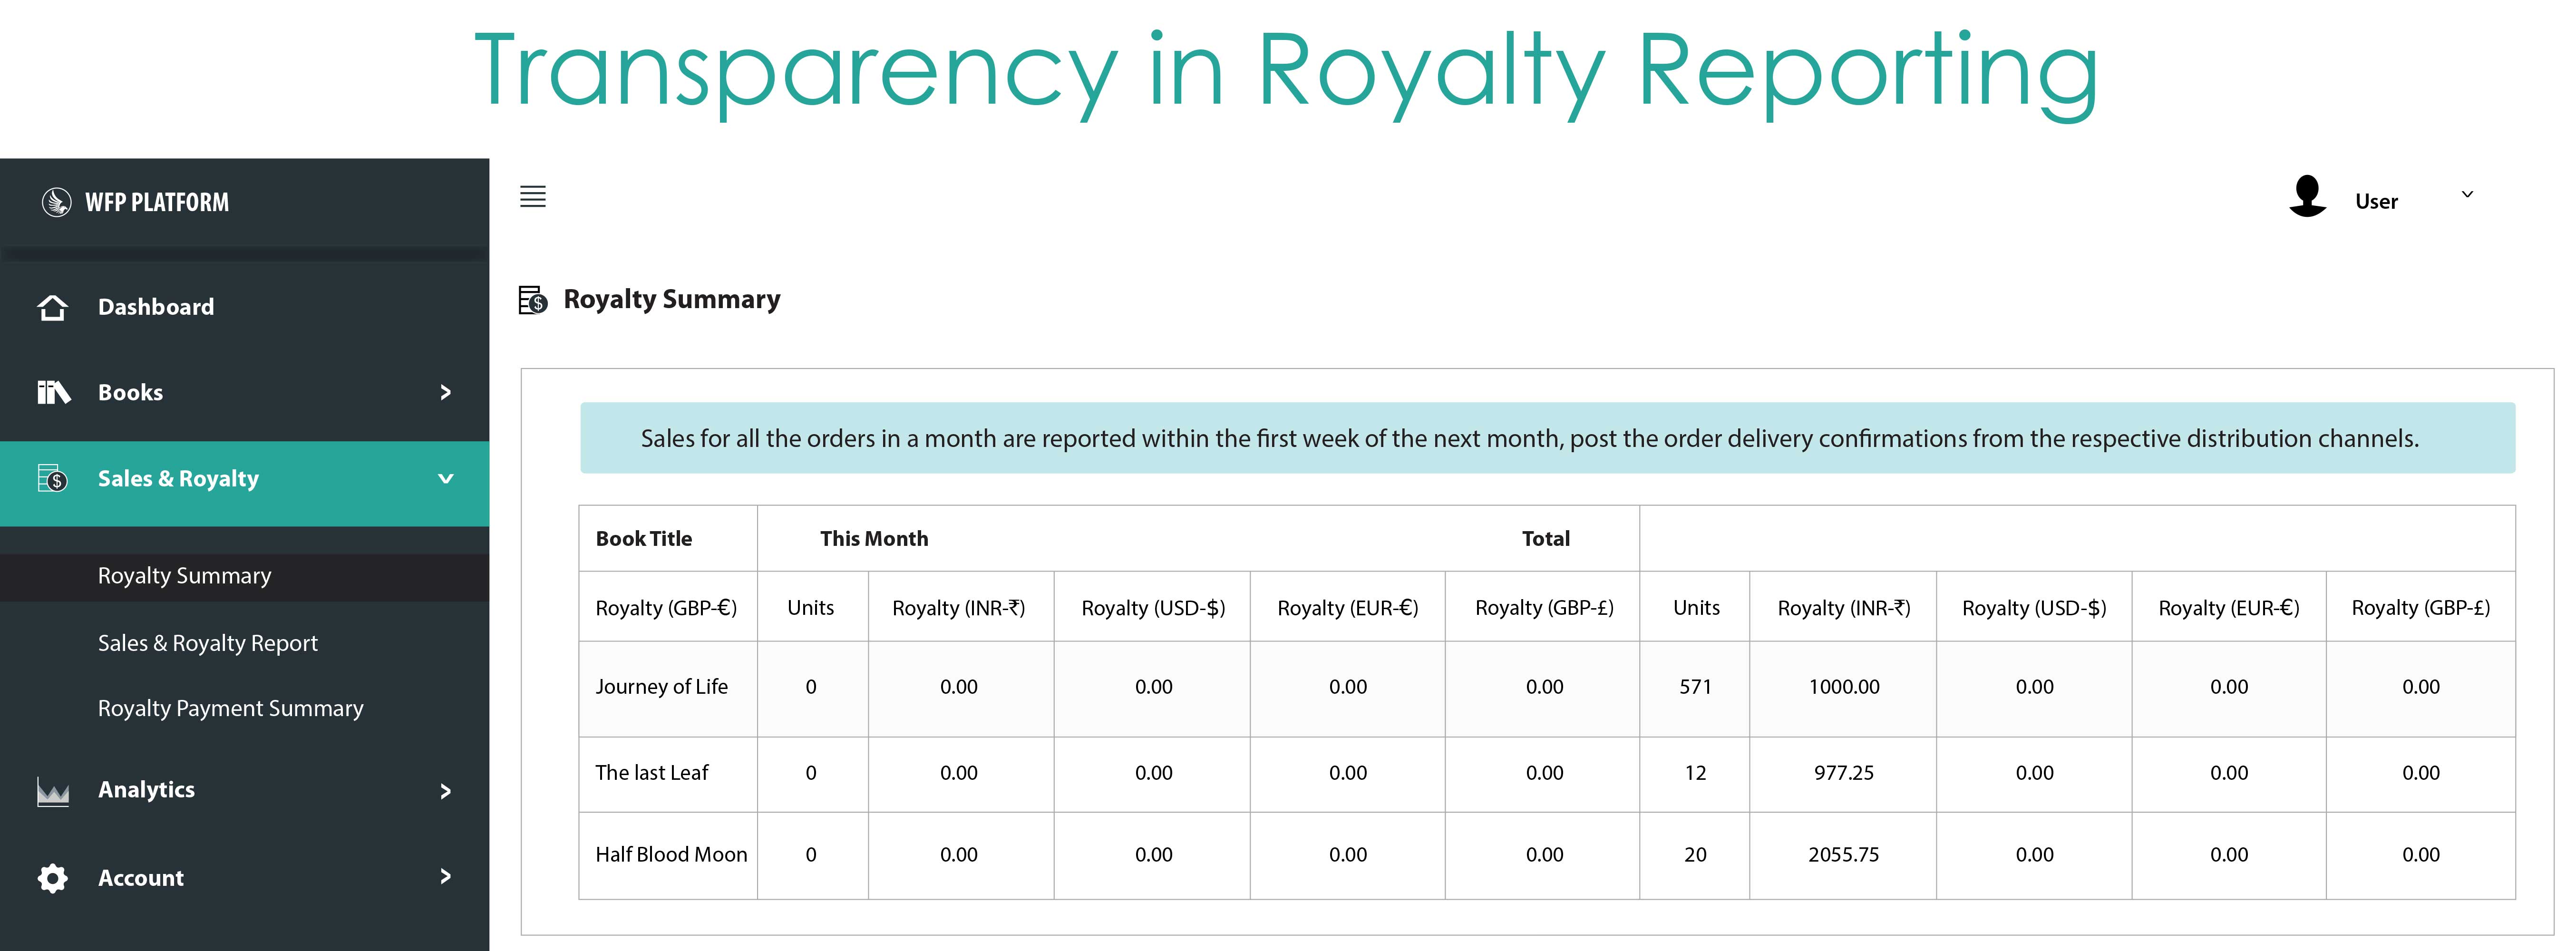 Transparency in Royalty Reporting
WFP PLATFORM
User
Dashboard
Books
Sales & Royalty
Royalty Summary
Sales & Royalty Report
Royalty Payment Summary
Analytics
Account
Royalty Summary
Sales for all the orders in a month are reported within the first week of the next month, post the order delivery confirmations from the respective distribution channels.
Book Title This Month Total
Royalty (GBP-€) Units Royalty (INR-₹) Royalty (USD-$) Royalty (EUR-€) Royalty (GBP-£) Units Royalty (INR-₹) Royalty (USD-$) Royalty (EUR-€) Royalty (GBP-£)
Journey of Life 0 0.00 0.00 0.00 0.00 571 1000.00 0.00 0.00 0.00
The last Leaf 0 0.00 0.00 0.00 0.00 12 977.25 0.00 0.00 0.00
Half Blood Moon 0 0.00 0.00 0.00 0.00 20 2055.75 0.00 0.00 0.00